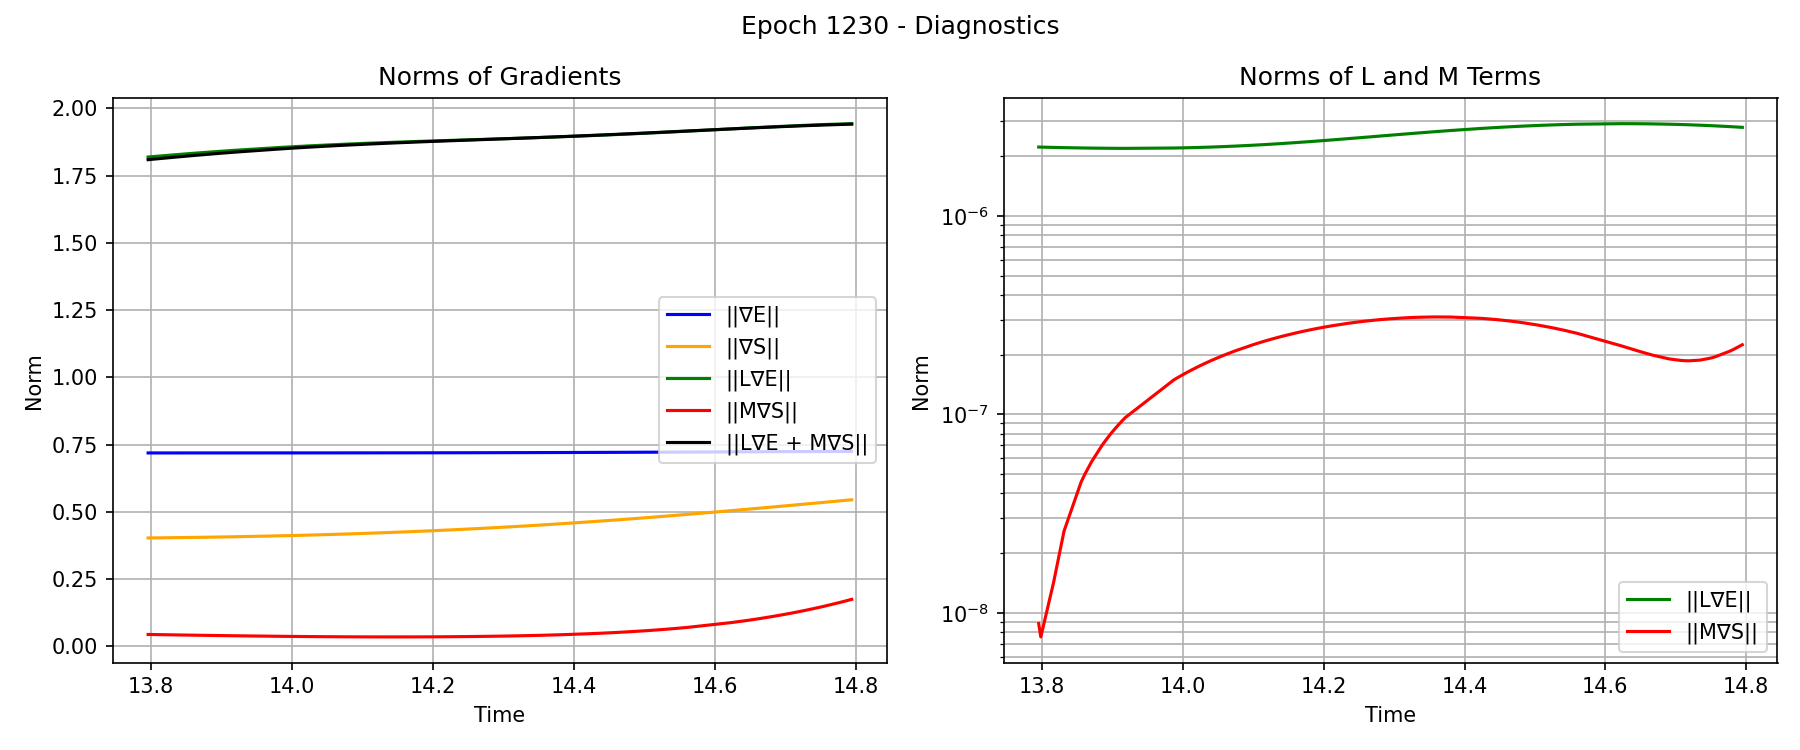 Epoch 1230 - Diagnostics
Norms of Gradients
Norm
2.00
1.75
1.50
1.25
1.00
0.75
0.50
0.25
0.00
||∇E||
||∇S||
||L∇E||
||M∇S||
||L∇E + M∇S||
13.8 14.0 14.2 14.4 14.6 14.8
Time
Norms of L and M Terms
Norm
10⁻⁶
10⁻⁷
10⁻⁸
||L∇E||
||M∇S||
13.8 14.0 14.2 14.4 14.6 14.8
Time